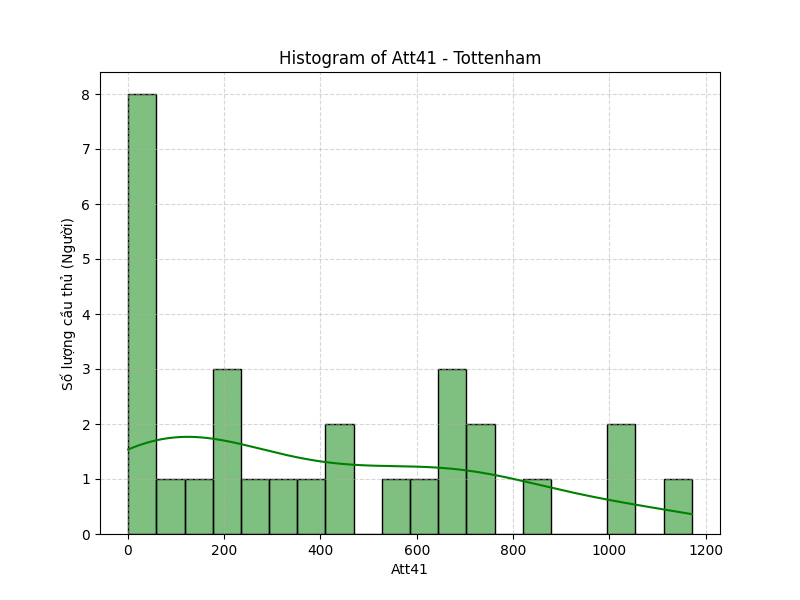 Histogram of Att41 - Tottenham
Số lượng cầu thủ (Người)
8
7
6
5
4
3
2
1
0
0 200 400 600 800 1000 1200
Att41